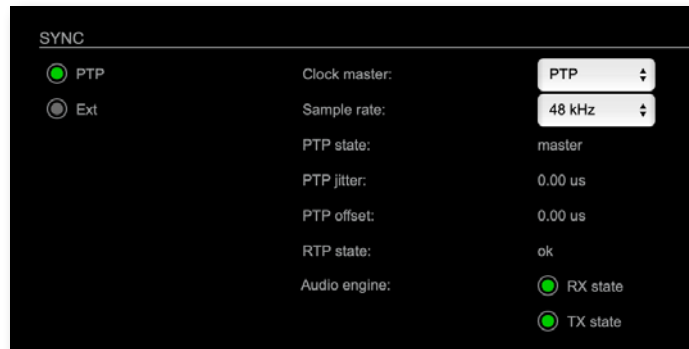 SYNC
PTP Clock master: PTP
Ext Sample rate: 48 kHz
PTP state: master
PTP jitter: 0.00 us
PTP offset: 0.00 us
RTP state: ok
Audio engine: RX state
TX state